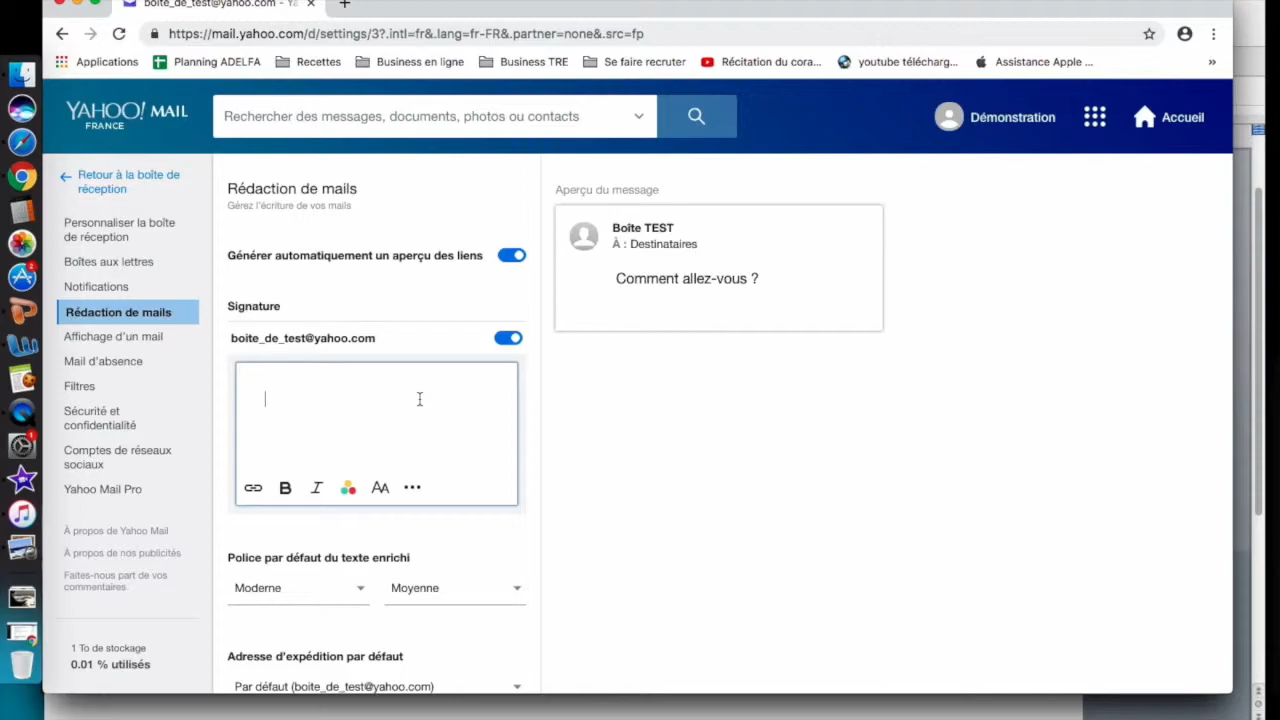 boite_de_test@yahoo.com - Ya
https://mail.yahoo.com/d/settings/3?.intl=fr&.lang=fr-FR&.partner=none&.src=fp
Applications
Planning ADELFA
Recettes
Business en ligne
Business TRE
Se faire recruter
Récitation du cora...
youtube télécharg...
Assistance Apple ...
»
YAHOO! MAIL
FRANCE
Rechercher des messages, documents, photos ou contacts
Démonstration
Accueil
Retour à la boîte de
réception
Personnaliser la boîte
de réception
Boîtes aux lettres
Notifications
Rédaction de mails
Affichage d'un mail
Mail d'absence
Filtres
Sécurité et
confidentialité
Comptes de réseaux
sociaux
Yahoo Mail Pro
À propos de Yahoo Mail
À propos de nos publicités
Faites-nous part de vos
commentaires
1 To de stockage
0.01 % utilisés
Rédaction de mails
Gérez l'écriture de vos mails
Générer automatiquement un aperçu des liens
Signature
boite_de_test@yahoo.com
B I AA
Police par défaut du texte enrichi
Moderne
Moyenne
Adresse d'expédition par défaut
Par défaut (boite_de_test@yahoo.com)
Aperçu du message
Boîte TEST
À : Destinataires
Comment allez-vous ?